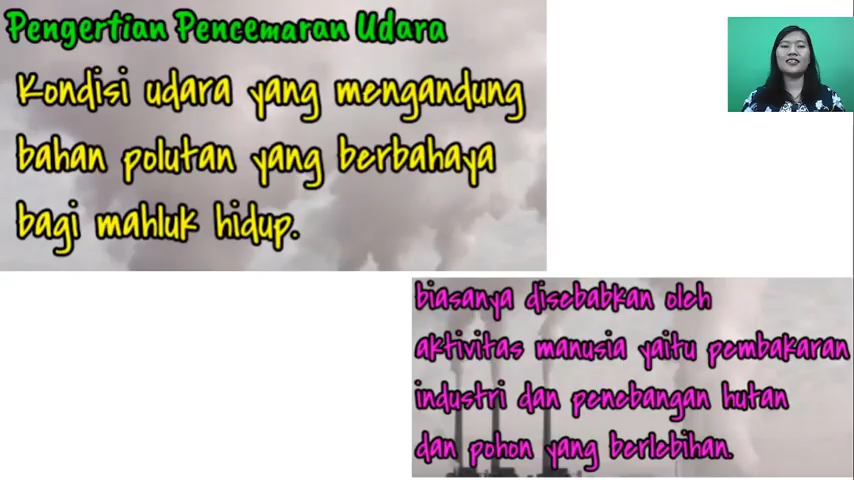 Pengertian Pencemaran Udara
Kondisi udara yang mengandung
bahan polutan yang berbahaya
bagi mahluk hidup.
biasanya disebabkan oleh
aktivitas manusia yaitu pembakaran
industri dan penebangan hutan
dan pohon yang berlebihan.